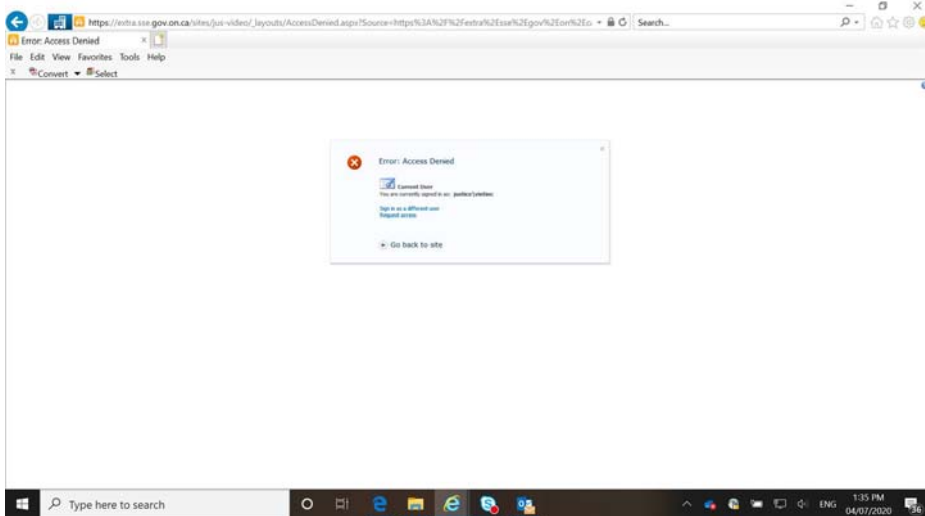 https://extra.sse.gov.on.ca/sites/jus-video/_layouts/AccessDenied.aspx?Source=https%3A%2F%2Fextra%2Esse%2Egov%2Eon%2Eca
Search...
Error: Access Denied
File Edit View Favorites Tools Help
x Convert Select
Error: Access Denied
Current User
You are currently signed in as:
Sign in as a different user
Request access
Go back to site
Type here to search
ENG
1:35 PM
04/07/2020
36